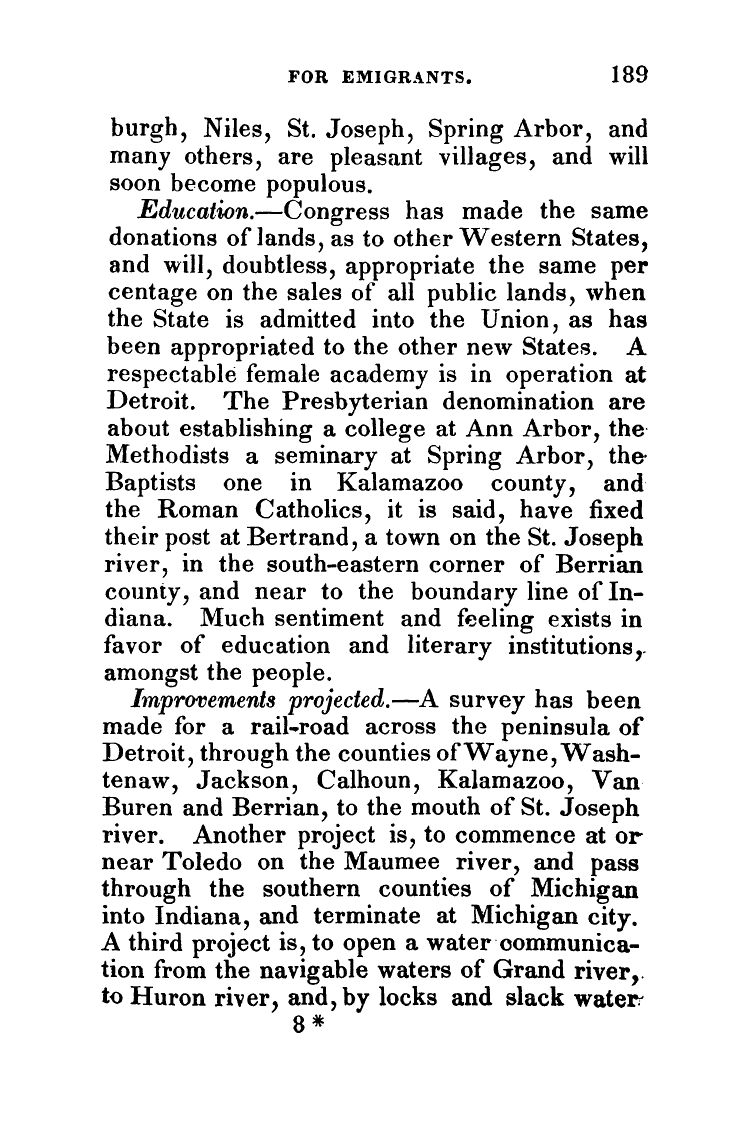 FOR EMIGRANTS. 189
burgh, Niles, St. Joseph, Spring Arbor, and
many others, are pleasant villages, and will
soon become populous.
Education.—Congress has made the same
donations of lands, as to other Western States,
and will, doubtless, appropriate the same per
centage on the sales of all public lands, when
the State is admitted into the Union, as has
been appropriated to the other new States. A
respectable female academy is in operation at
Detroit. The Presbyterian denomination are
about establishing a college at Ann Arbor, the
Methodists a seminary at Spring Arbor, the
Baptists one in Kalamazoo county, and
the Roman Catholics, it is said, have fixed
their post at Bertrand, a town on the St. Joseph
river, in the south-eastern corner of Berrian
county, and near to the boundary line of In-
diana. Much sentiment and feeling exists in
favor of education and literary institutions,
amongst the people.
Improvements projected.—A survey has been
made for a rail-road across the peninsula of
Detroit, through the counties of Wayne, Wash-
tenaw, Jackson, Calhoun, Kalamazoo, Van
Buren and Berrian, to the mouth of St. Joseph
river. Another project is, to commence at or
near Toledo on the Maumee river, and pass
through the southern counties of Michigan
into Indiana, and terminate at Michigan city.
A third project is, to open a water communica-
tion from the navigable waters of Grand river,
to Huron river, and, by locks and slack water
8 *